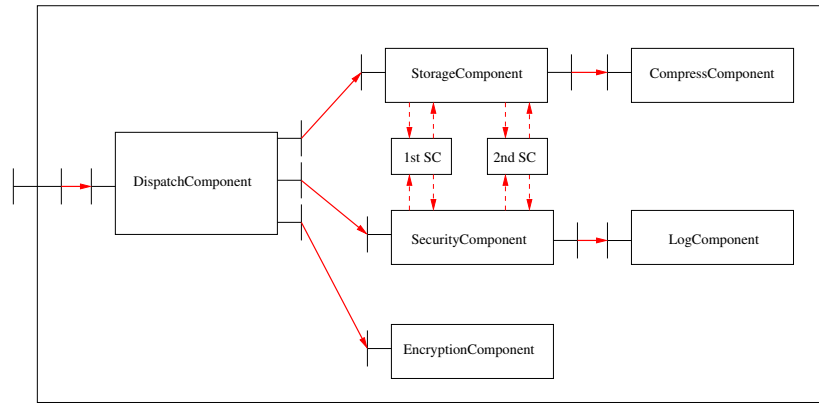 StorageComponent
CompressComponent
1st SC
2nd SC
DispatchComponent
SecurityComponent
LogComponent
EncryptionComponent